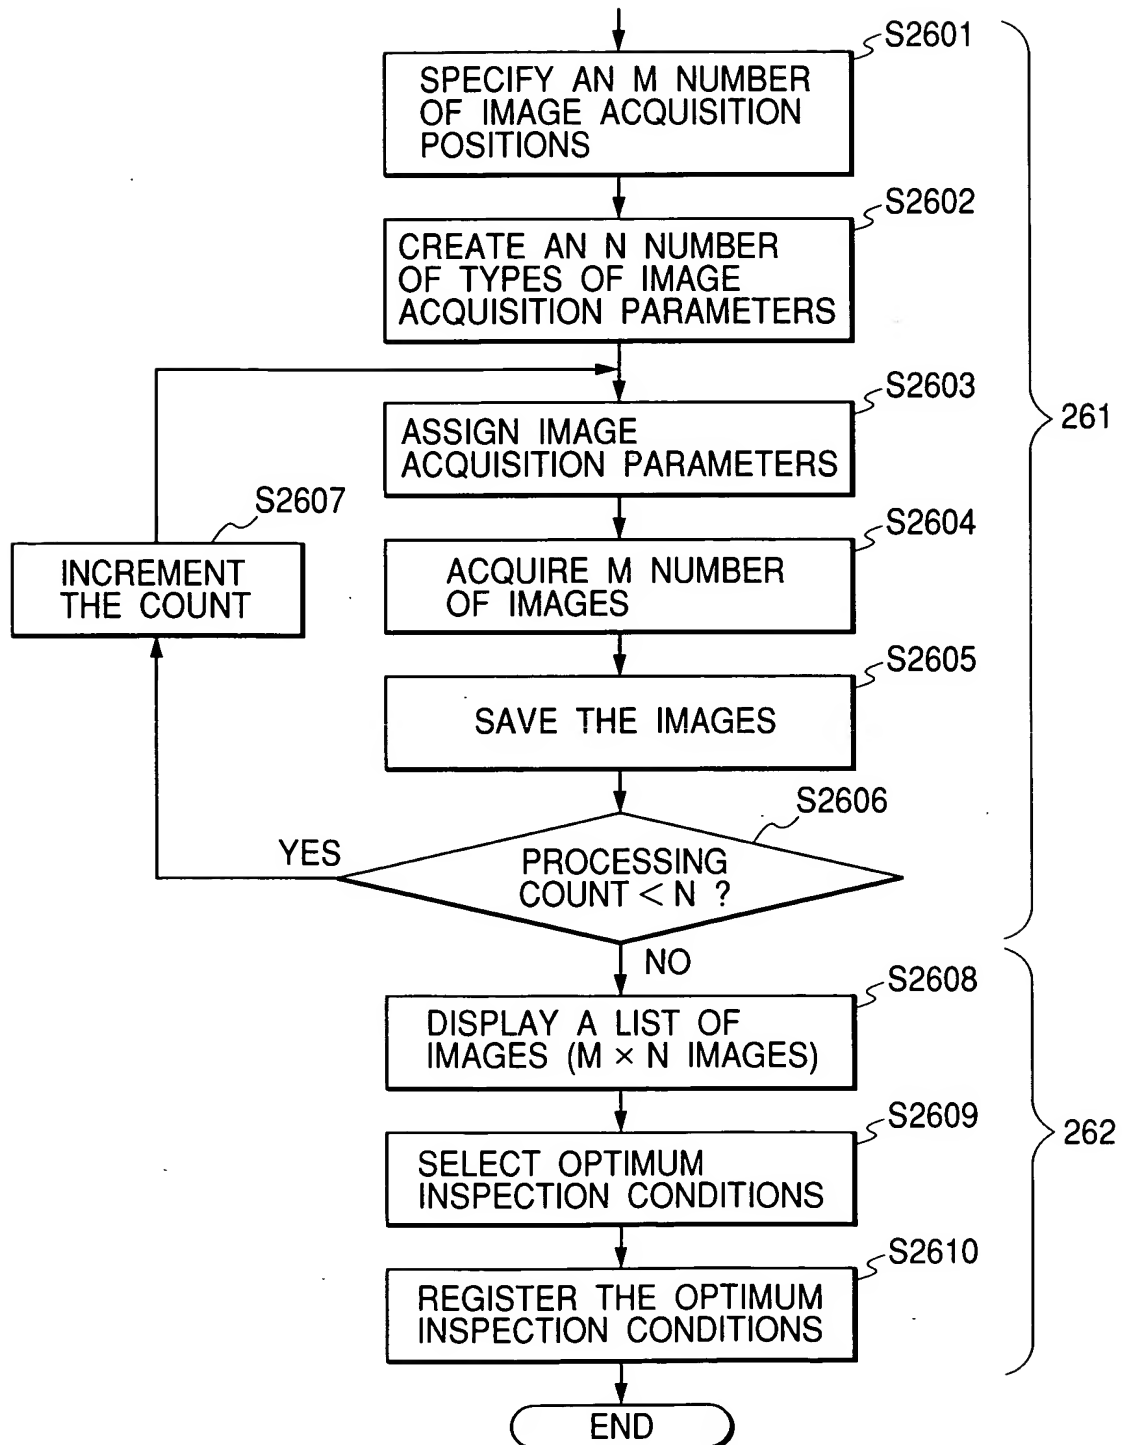 S2601
SPECIFY AN M NUMBER
OF IMAGE ACQUISITION
POSITIONS
S2602
CREATE AN N NUMBER
OF TYPES OF IMAGE
ACQUISITION PARAMETERS
S2603
ASSIGN IMAGE
ACQUISITION PARAMETERS
261
S2607
INCREMENT
THE COUNT
S2604
ACQUIRE M NUMBER
OF IMAGES
S2605
SAVE THE IMAGES
S2606
YES
PROCESSING
COUNT < N ?
NO
S2608
DISPLAY A LIST OF
IMAGES (M × N IMAGES)
S2609
SELECT OPTIMUM
INSPECTION CONDITIONS
262
S2610
REGISTER THE OPTIMUM
INSPECTION CONDITIONS
END